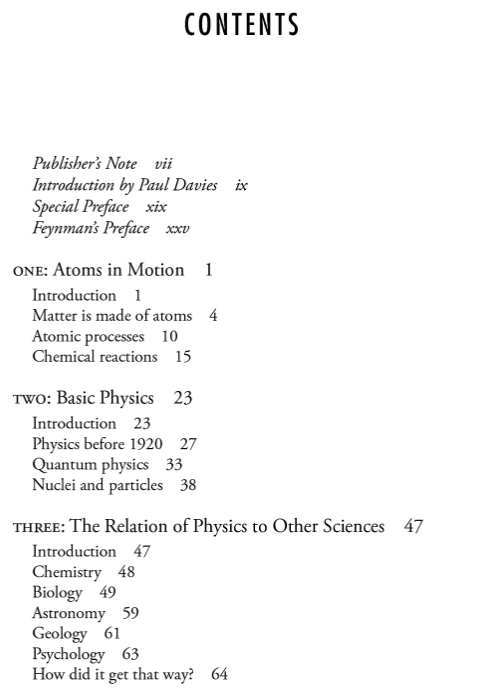 CONTENTS
Publisher's Note vii
Introduction by Paul Davies ix
Special Preface xix
Feynman's Preface xxv
ONE: Atoms in Motion 1
Introduction 1
Matter is made of atoms 4
Atomic processes 10
Chemical reactions 15
TWO: Basic Physics 23
Introduction 23
Physics before 1920 27
Quantum physics 33
Nuclei and particles 38
THREE: The Relation of Physics to Other Sciences 47
Introduction 47
Chemistry 48
Biology 49
Astronomy 59
Geology 61
Psychology 63
How did it get that way? 64